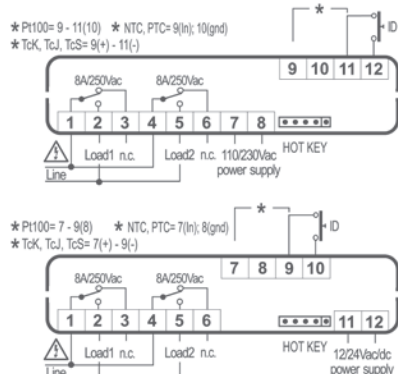 * Pt100= 9 - 11(10) * NTC, PTC= 9(In); 10(gnd)
* TcK, TcJ, TcS= 9(+) - 11(-)
* ID
9 10 11 12
8A/250Vac 8A/250Vac
1 2 3 4 5 6 7 8
Load1 n.c. Load2 n.c. 110/230Vac HOT KEY
Line power supply
* Pt100= 7 - 9(8) * NTC, PTC= 7(In); 8(gnd)
* TcK, TcJ, TcS= 7(+) - 9(-)
* ID
7 8 9 10
8A/250Vac 8A/250Vac
1 2 3 4 5 6 11 12
Load1 n.c. Load2 n.c. HOT KEY 12/24Vac/dc
Line power supply